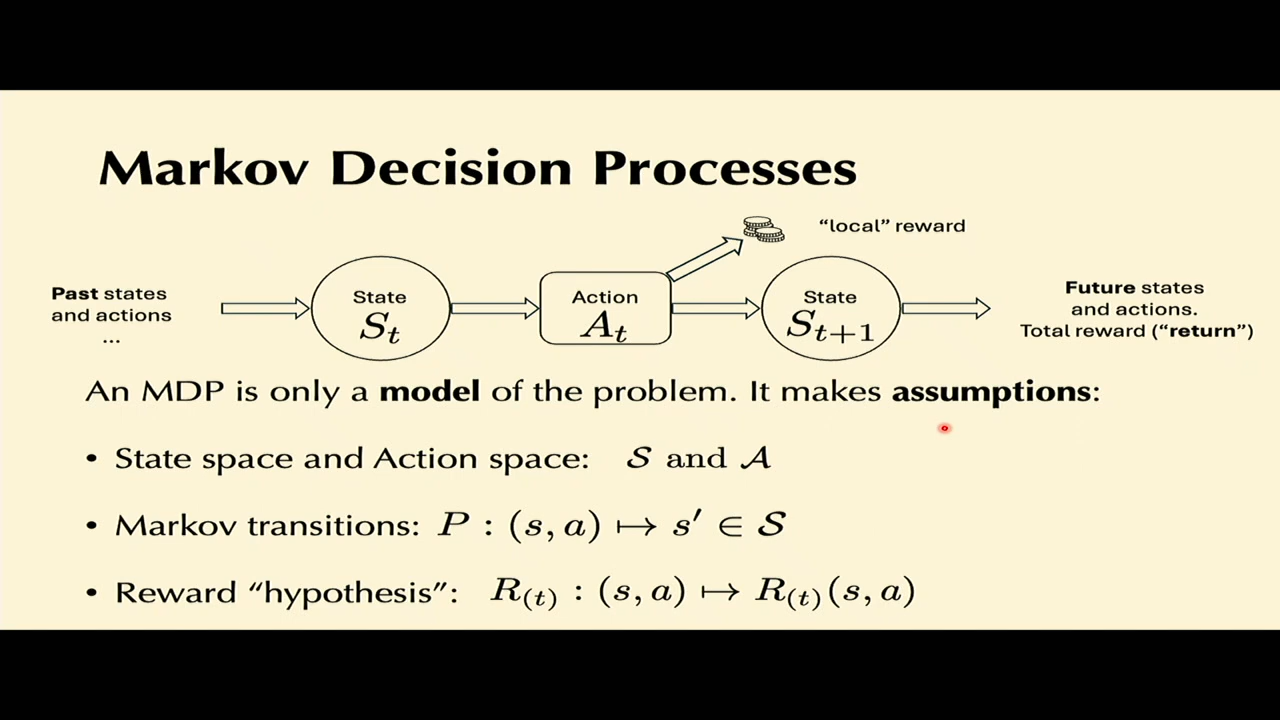 Markov Decision Processes
“local” reward
Past states
and actions
...
State
S_t
Action
A_t
State
S_{t+1}
Future states
and actions.
Total reward (“return”)
An MDP is only a model of the problem. It makes assumptions:
• State space and Action space: 𝒮 and 𝒜
• Markov transitions: P : (s, a) ↦ s′ ∈ 𝒮
• Reward “hypothesis”: R_{(t)} : (s, a) ↦ R_{(t)}(s, a)